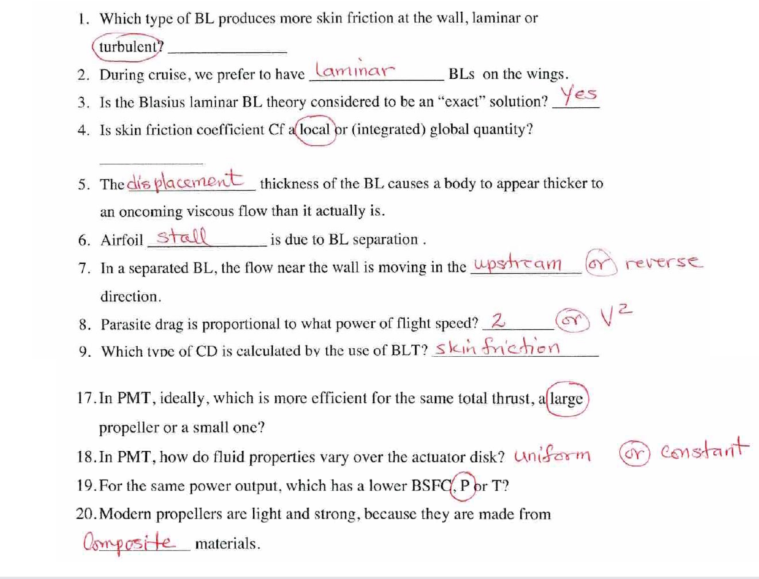 1. Which type of BL produces more skin friction at the wall, laminar or
turbulent? ____________
2. During cruise, we prefer to have laminar BLs on the wings.
3. Is the Blasius laminar BL theory considered to be an “exact” solution? Yes
4. Is skin friction coefficient Cf a local or (integrated) global quantity?
____________
5. The displacement thickness of the BL causes a body to appear thicker to
an oncoming viscous flow than it actually is.
6. Airfoil stall is due to BL separation .
7. In a separated BL, the flow near the wall is moving in the upstream or reverse
direction.
8. Parasite drag is proportional to what power of flight speed? 2 or V²
9. Which type of CD is calculated by the use of BLT? skin friction
17. In PMT, ideally, which is more efficient for the same total thrust, a large
propeller or a small one?
18. In PMT, how do fluid properties vary over the actuator disk? uniform or constant
19. For the same power output, which has a lower BSFC, P or T?
20. Modern propellers are light and strong, because they are made from
Composite materials.